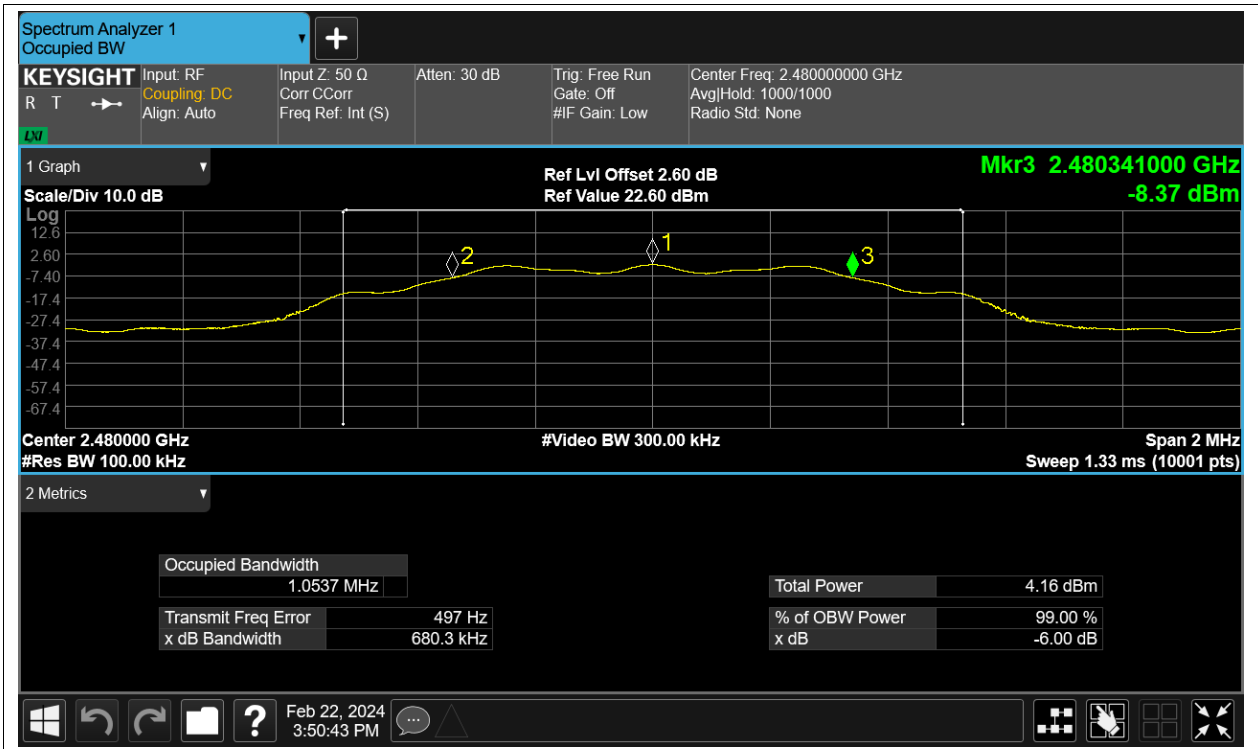 Spectrum Analyzer 1
Occupied BW
KEYSIGHT
R T
LXI
Input: RF
Coupling: DC
Align: Auto
Input Z: 50 Ω
Corr CCorr
Freq Ref: Int (S)
Atten: 30 dB
Trig: Free Run
Gate: Off
#IF Gain: Low
Center Freq: 2.480000000 GHz
Avg|Hold: 1000/1000
Radio Std: None
1 Graph
Scale/Div 10.0 dB
Ref Lvl Offset 2.60 dB
Ref Value 22.60 dBm
Mkr3 2.480341000 GHz
-8.37 dBm
Log
12.6
2.60
-7.40
-17.4
-27.4
-37.4
-47.4
-57.4
-67.4
2
1
3
Center 2.480000 GHz
#Video BW 300.00 kHz
Span 2 MHz
#Res BW 100.00 kHz
Sweep 1.33 ms (10001 pts)
2 Metrics
Occupied Bandwidth
1.0537 MHz
Transmit Freq Error 497 Hz
x dB Bandwidth 680.3 kHz
Total Power 4.16 dBm
% of OBW Power 99.00 %
x dB -6.00 dB
?
Feb 22, 2024
3:50:43 PM